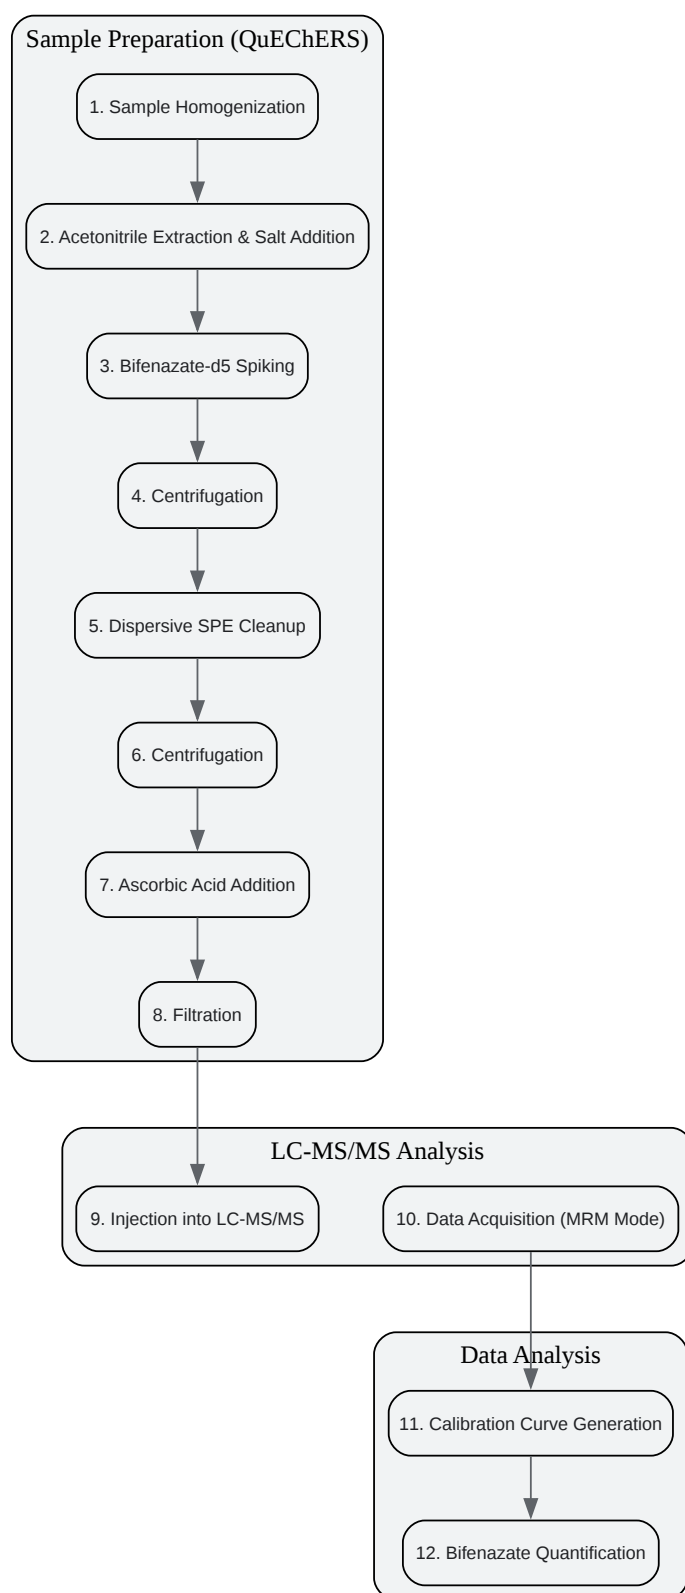 Sample Preparation (QuEChERS)
1. Sample Homogenization
2. Acetonitrile Extraction & Salt Addition
3. Bifenazate-d5 Spiking
4. Centrifugation
5. Dispersive SPE Cleanup
6. Centrifugation
7. Ascorbic Acid Addition
8. Filtration
LC-MS/MS Analysis
9. Injection into LC-MS/MS
10. Data Acquisition (MRM Mode)
Data Analysis
11. Calibration Curve Generation
12. Bifenazate Quantification